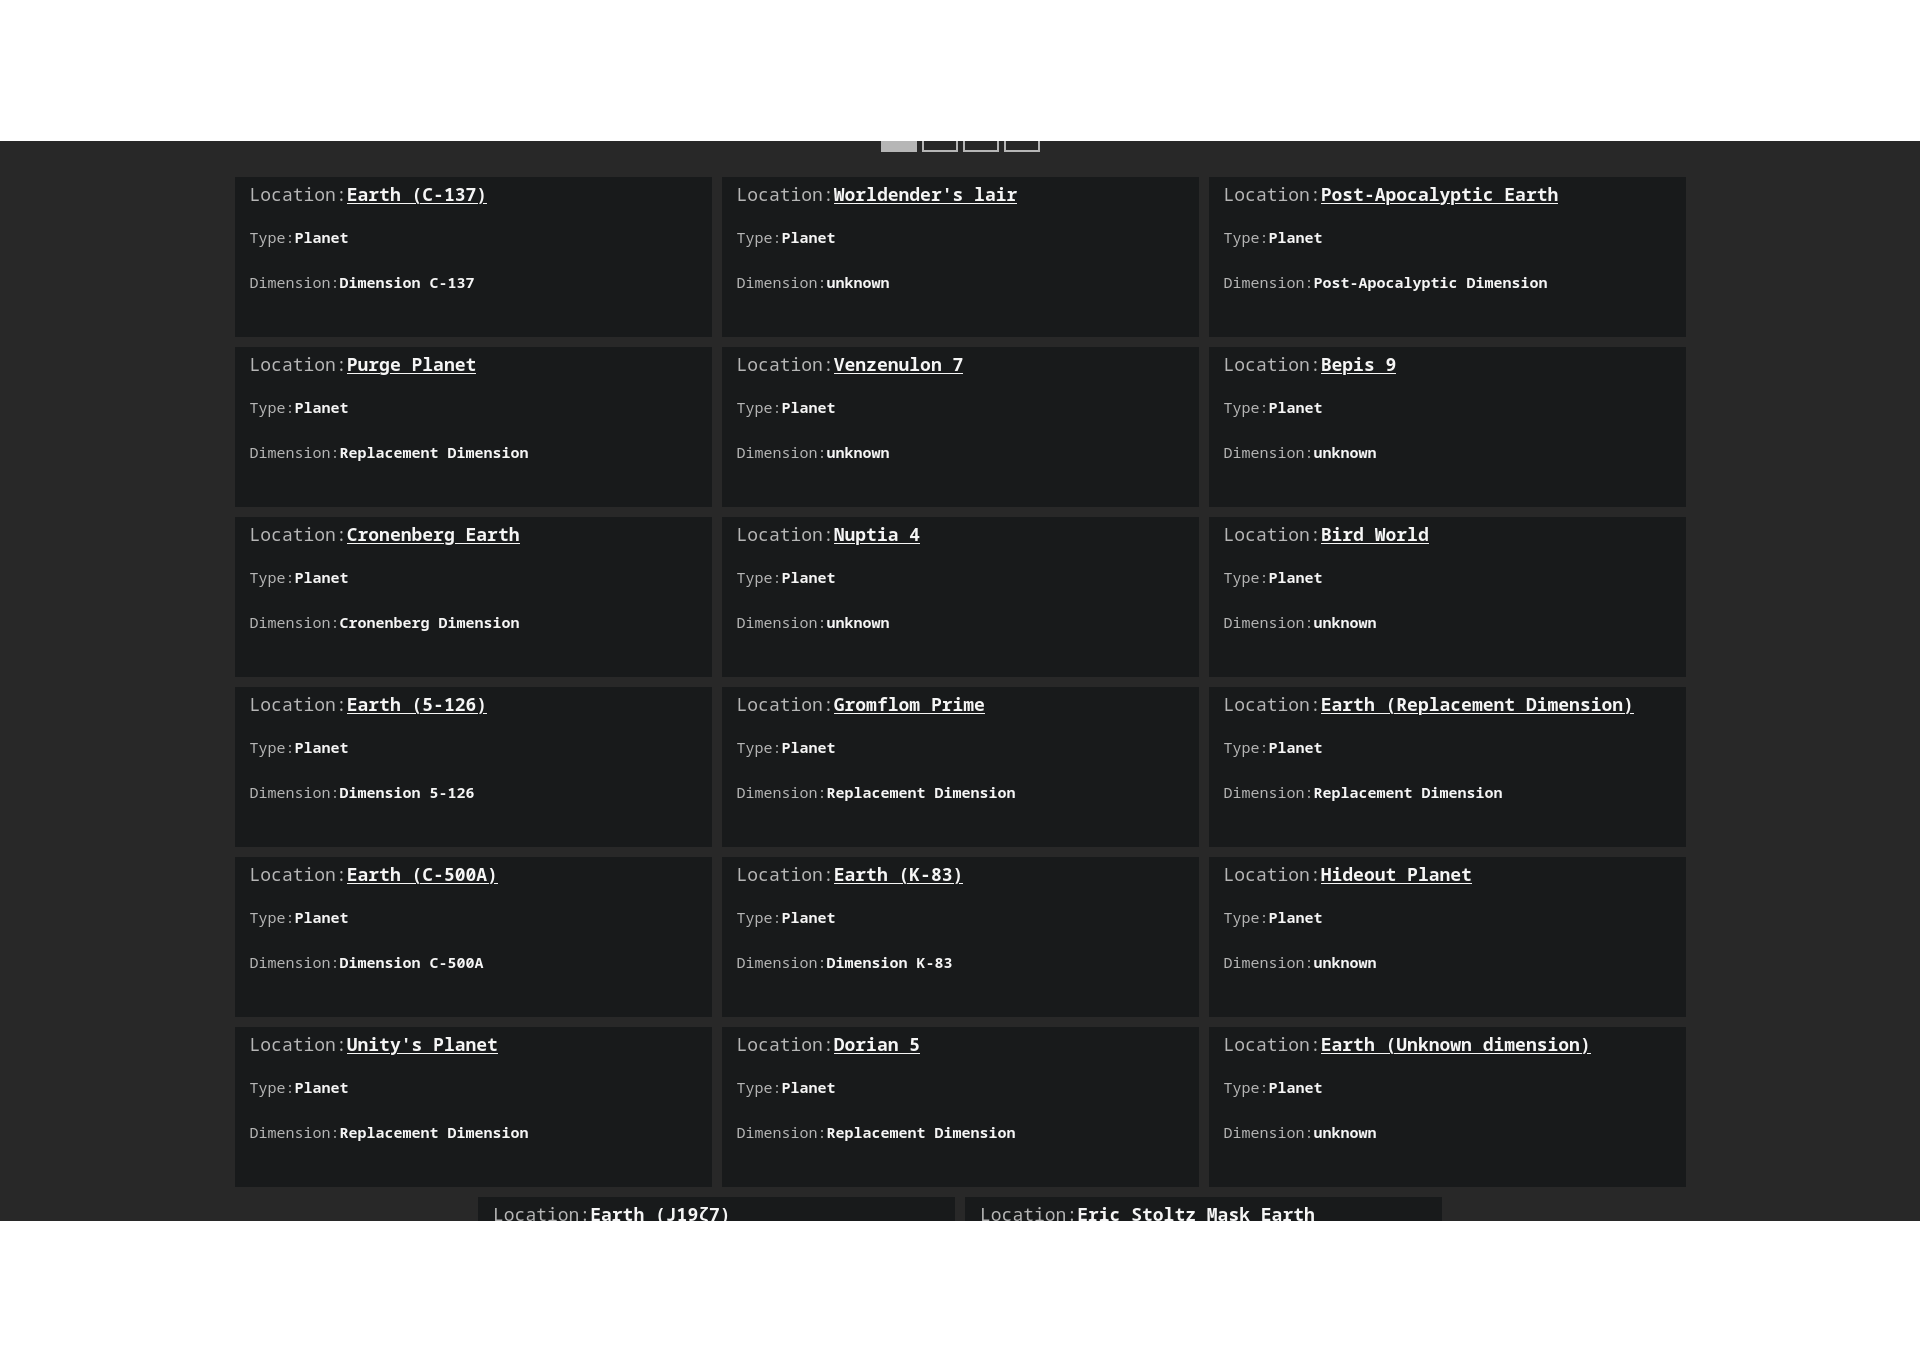 Location:Earth (C-137)
Type:Planet
Dimension:Dimension C-137
Location:Worldender's lair
Type:Planet
Dimension:unknown
Location:Post-Apocalyptic Earth
Type:Planet
Dimension:Post-Apocalyptic Dimension
Location:Purge Planet
Type:Planet
Dimension:Replacement Dimension
Location:Venzenulon 7
Type:Planet
Dimension:unknown
Location:Bepis 9
Type:Planet
Dimension:unknown
Location:Cronenberg Earth
Type:Planet
Dimension:Cronenberg Dimension
Location:Nuptia 4
Type:Planet
Dimension:unknown
Location:Bird World
Type:Planet
Dimension:unknown
Location:Earth (5-126)
Type:Planet
Dimension:Dimension 5-126
Location:Gromflom Prime
Type:Planet
Dimension:Replacement Dimension
Location:Earth (Replacement Dimension)
Type:Planet
Dimension:Replacement Dimension
Location:Earth (C-500A)
Type:Planet
Dimension:Dimension C-500A
Location:Earth (K-83)
Type:Planet
Dimension:Dimension K-83
Location:Hideout Planet
Type:Planet
Dimension:unknown
Location:Unity's Planet
Type:Planet
Dimension:Replacement Dimension
Location:Dorian 5
Type:Planet
Dimension:Replacement Dimension
Location:Earth (Unknown dimension)
Type:Planet
Dimension:unknown
Location:Earth (J19ζ7)
Location:Eric Stoltz Mask Earth